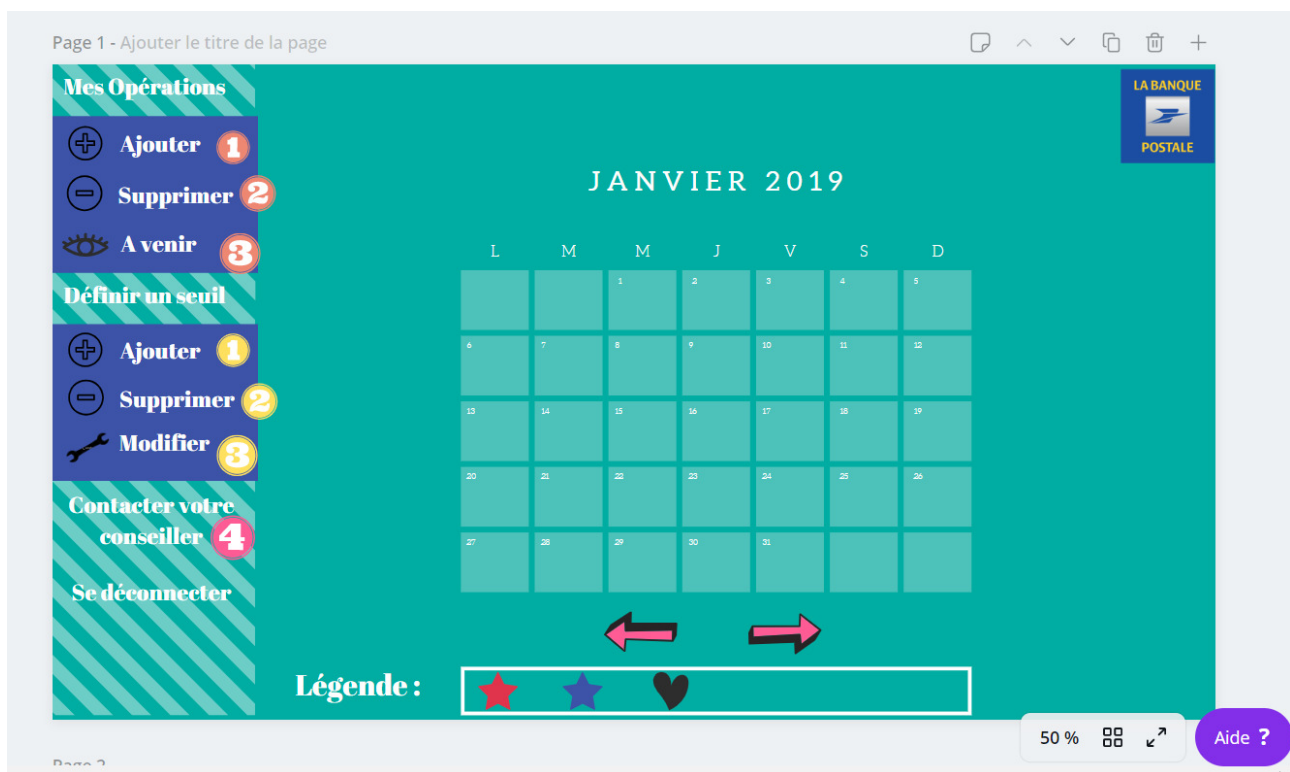 Page 1 - Ajouter le titre de la page
Mes Opérations
Ajouter 1
Supprimer 2
A venir 3
Définir un seuil
Ajouter 1
Supprimer 2
Modifier 3
Contacter votre
conseiller 4
Se déconnecter
LA BANQUE
POSTALE
JANVIER 2019
L M M J V S D
1 2 3 4 5
6 7 8 9 10 11 12
13 14 15 16 17 18 19
20 21 22 23 24 25 26
27 28 29 30 31
Légende :
50 %
Aide ?
Page 2